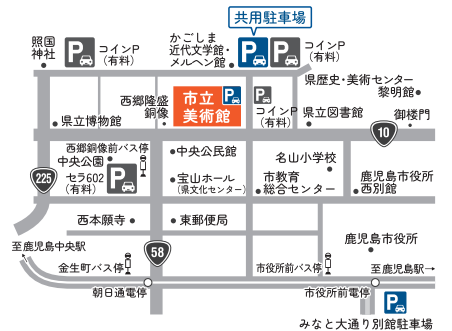 共用駐車場
照国
神社
P
コインP
(有料)
かごしま
近代文学館・
メルヘン館
P
P
コインP
(有料)
県歴史・美術センター
黎明館
西郷隆盛
銅像
市立
美術館
P
P
コインP
(有料)
県立図書館
御楼門
県立博物館
10
西郷銅像前バス停
中央公園
セラ602
(有料)
P
中央公民館
宝山ホール
(県文化センター)
名山小学校
市教育
総合センター
鹿児島市役所
西別館
225
西本願寺
東郵便局
58
鹿児島市役所
至鹿児島中央駅
金生町バス停
市役所前バス停
至鹿児島駅→
朝日通電停
市役所前電停
P
みなと大通り別館駐車場